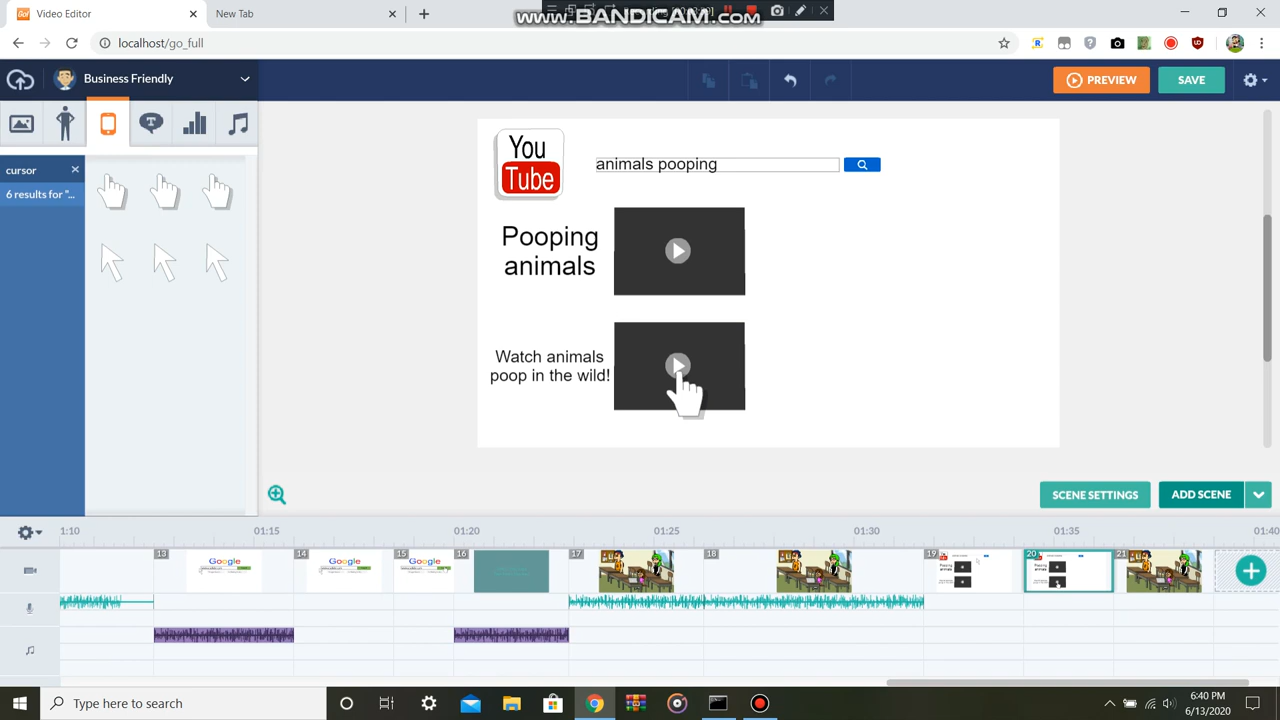 Video Editor
New Tab
www.BANDICAM.com
localhost/go_full
Business Friendly
PREVIEW
SAVE
cursor
6 results for "...
You
Tube
animals pooping
Pooping
animals
Watch animals
poop in the wild!
SCENE SETTINGS
ADD SCENE
1:10
01:15
01:20
01:25
01:30
01:35
01:40
13
14
15
16
17
18
19
20
21
Google
Google
Google
Type here to search
6:40 PM
6/13/2020